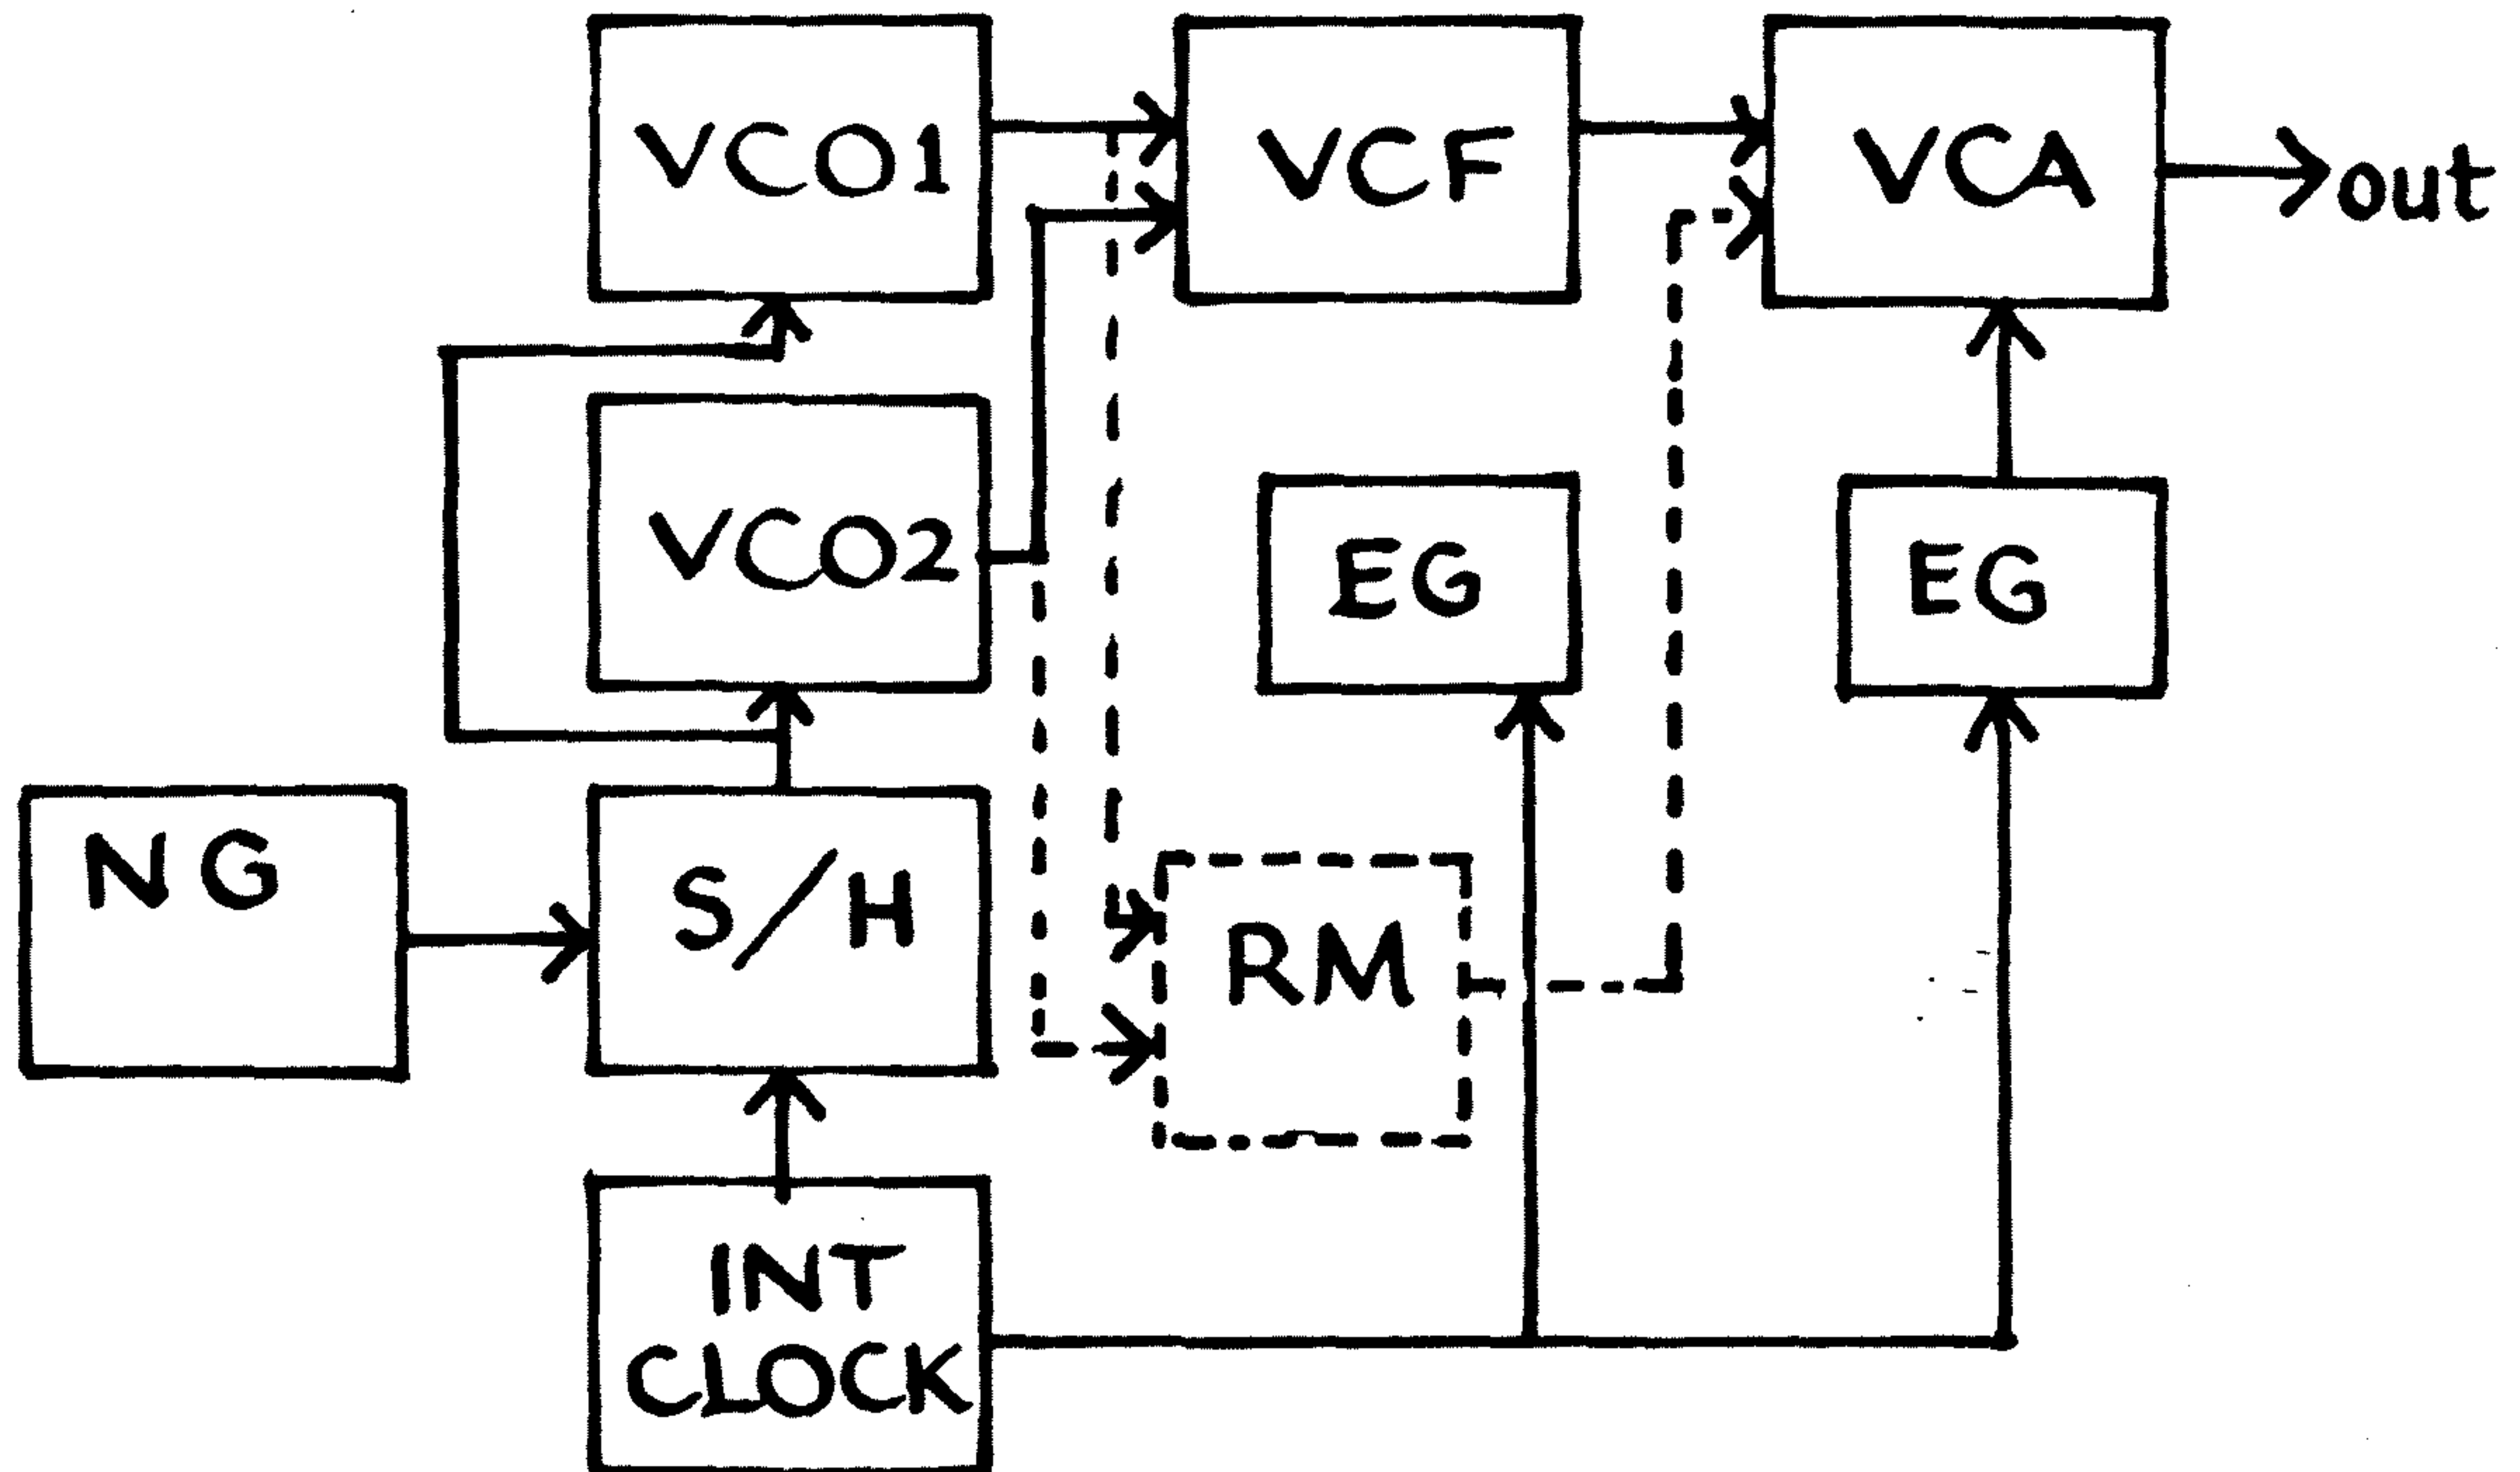 VCO1
VCF
VCA
out
VCO2
EG
EG
NG
S/H
RM
INT
CLOCK